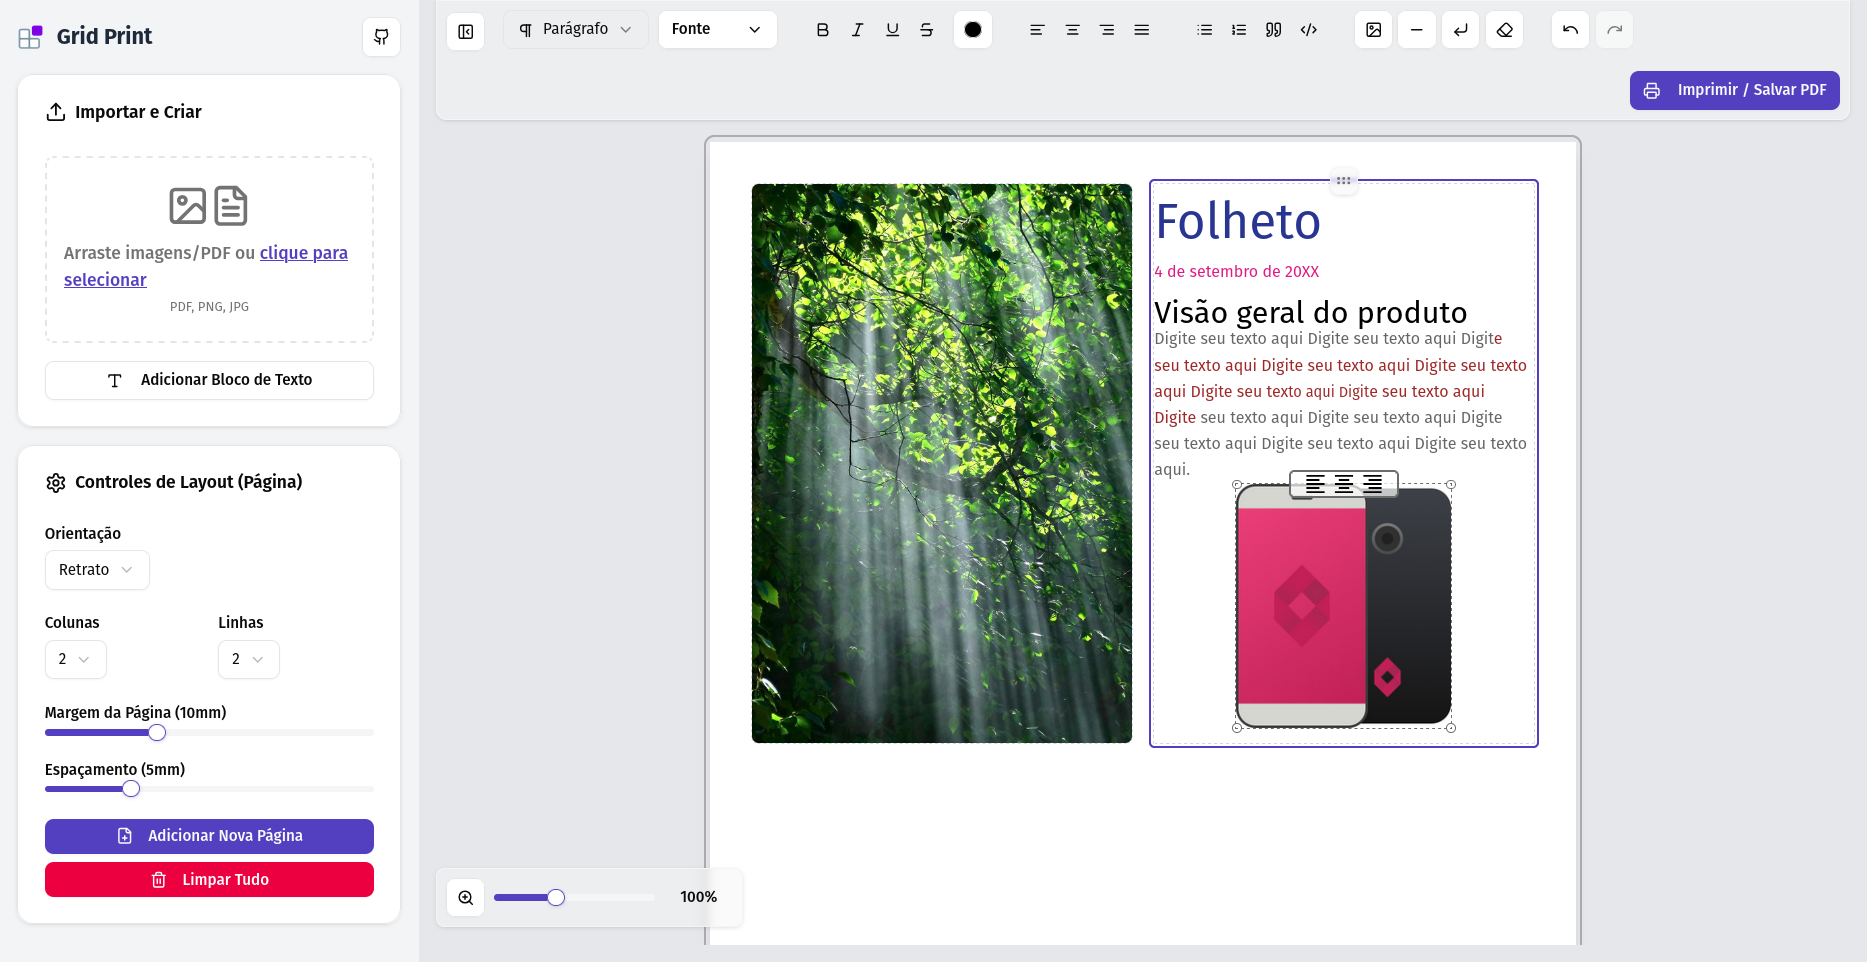 Grid Print
Importar e Criar
Arraste imagens/PDF ou clique para
selecionar
PDF, PNG, JPG
Adicionar Bloco de Texto
Controles de Layout (Página)
Orientação
Retrato
Colunas
Linhas
2
2
Margem da Página (10mm)
Espaçamento (5mm)
Adicionar Nova Página
Limpar Tudo
Parágrafo
Fonte
Imprimir / Salvar PDF
Folheto
4 de setembro de 20XX
Visão geral do produto
Digite seu texto aqui Digite seu texto aqui Digite
seu texto aqui Digite seu texto aqui Digite seu texto
aqui Digite seu texto aqui Digite seu texto aqui
Digite seu texto aqui Digite seu texto aqui Digite
seu texto aqui Digite seu texto aqui Digite seu texto
aqui.
100%